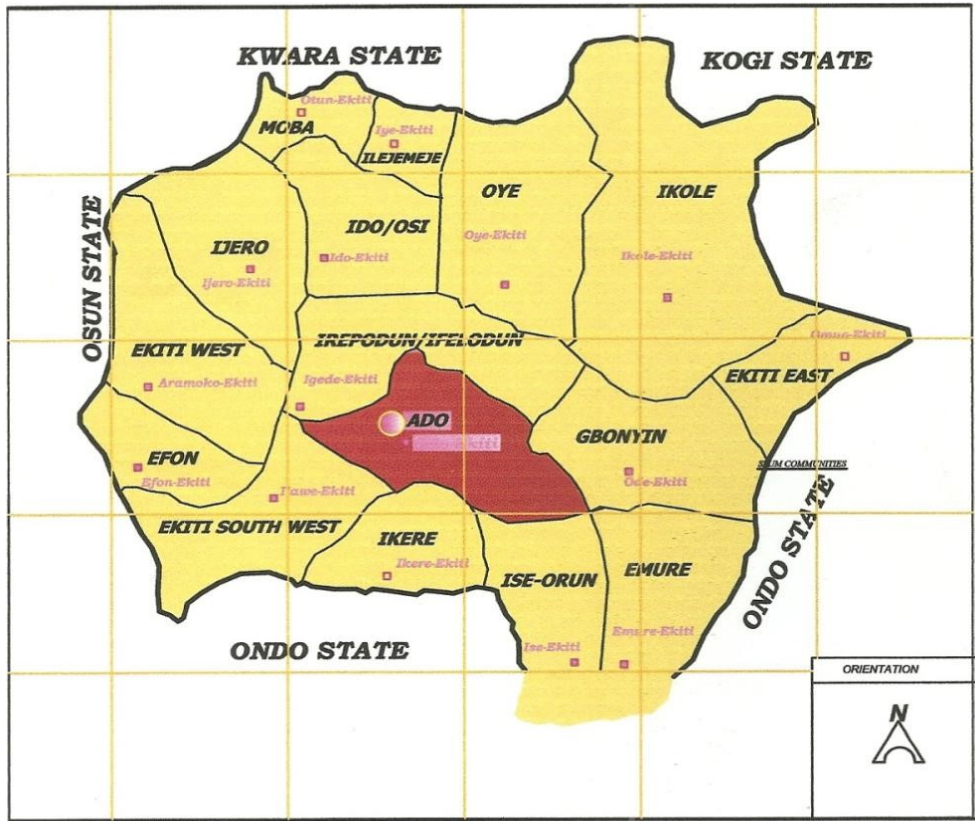 KWARA STATE
KOGI STATE
Otun-Ekiti
MOBA
Iye-Ekiti
ILEJEMEJE
OYE
IKOLE
OSUN STATE
IDO/OSI
Oye-Ekiti
IJERO
Ido-Ekiti
Ikole-Ekiti
Ijero-Ekiti
IREPODUN/IFELODUN
Omuo-Ekiti
EKITI WEST
EKITI EAST
Aramoko-Ekiti
Igede-Ekiti
ADO
GBONYIN
EFON
Efon-Ekiti
Ode-Ekiti
COMMUNITIES
I'awe-Ekiti
EKITI SOUTH WEST
IKERE
Ikere-Ekiti
ISE-ORUN
EMURE
ONDO STATE
Ise-Ekiti
Emure-Ekiti
ONDO STATE
ORIENTATION
N